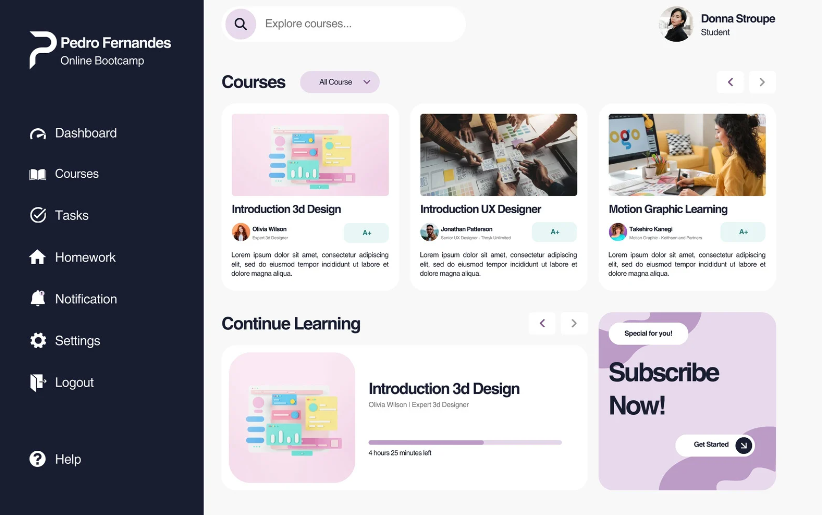 Pedro Fernandes
Online Bootcamp
Dashboard
Courses
Tasks
Homework
Notification
Settings
Logout
Help
Explore courses...
Donna Stroupe
Student
Courses
All Course
Introduction 3d Design
Olivia Wilson
Expert 3d Designer
A+
Lorem ipsum dolor sit amet, consectetur adipiscing
elit, sed do eiusmod tempor incididunt ut labore et
dolore magna aliqua.
Introduction UX Designer
Jonathan Patterson
Senior UX Designer - Thrish Unlimited
A+
Lorem ipsum dolor sit amet, consectetur adipiscing
elit, sed do eiusmod tempor incididunt ut labore et
dolore magna aliqua.
ogo
Motion Graphic Learning
Takehiro Kanegi
Motion Graphic -
A+
Lorem ipsum dolor sit amet, consectetur adipiscing
elit, sed do eiusmod tempor incididunt ut labore et
dolore magna aliqua.
Continue Learning
Introduction 3d Design
Olivia Wilson | Expert 3d Designer
4 hours 25 minutes left
Special for you!
Subscribe
Now!
Get Started